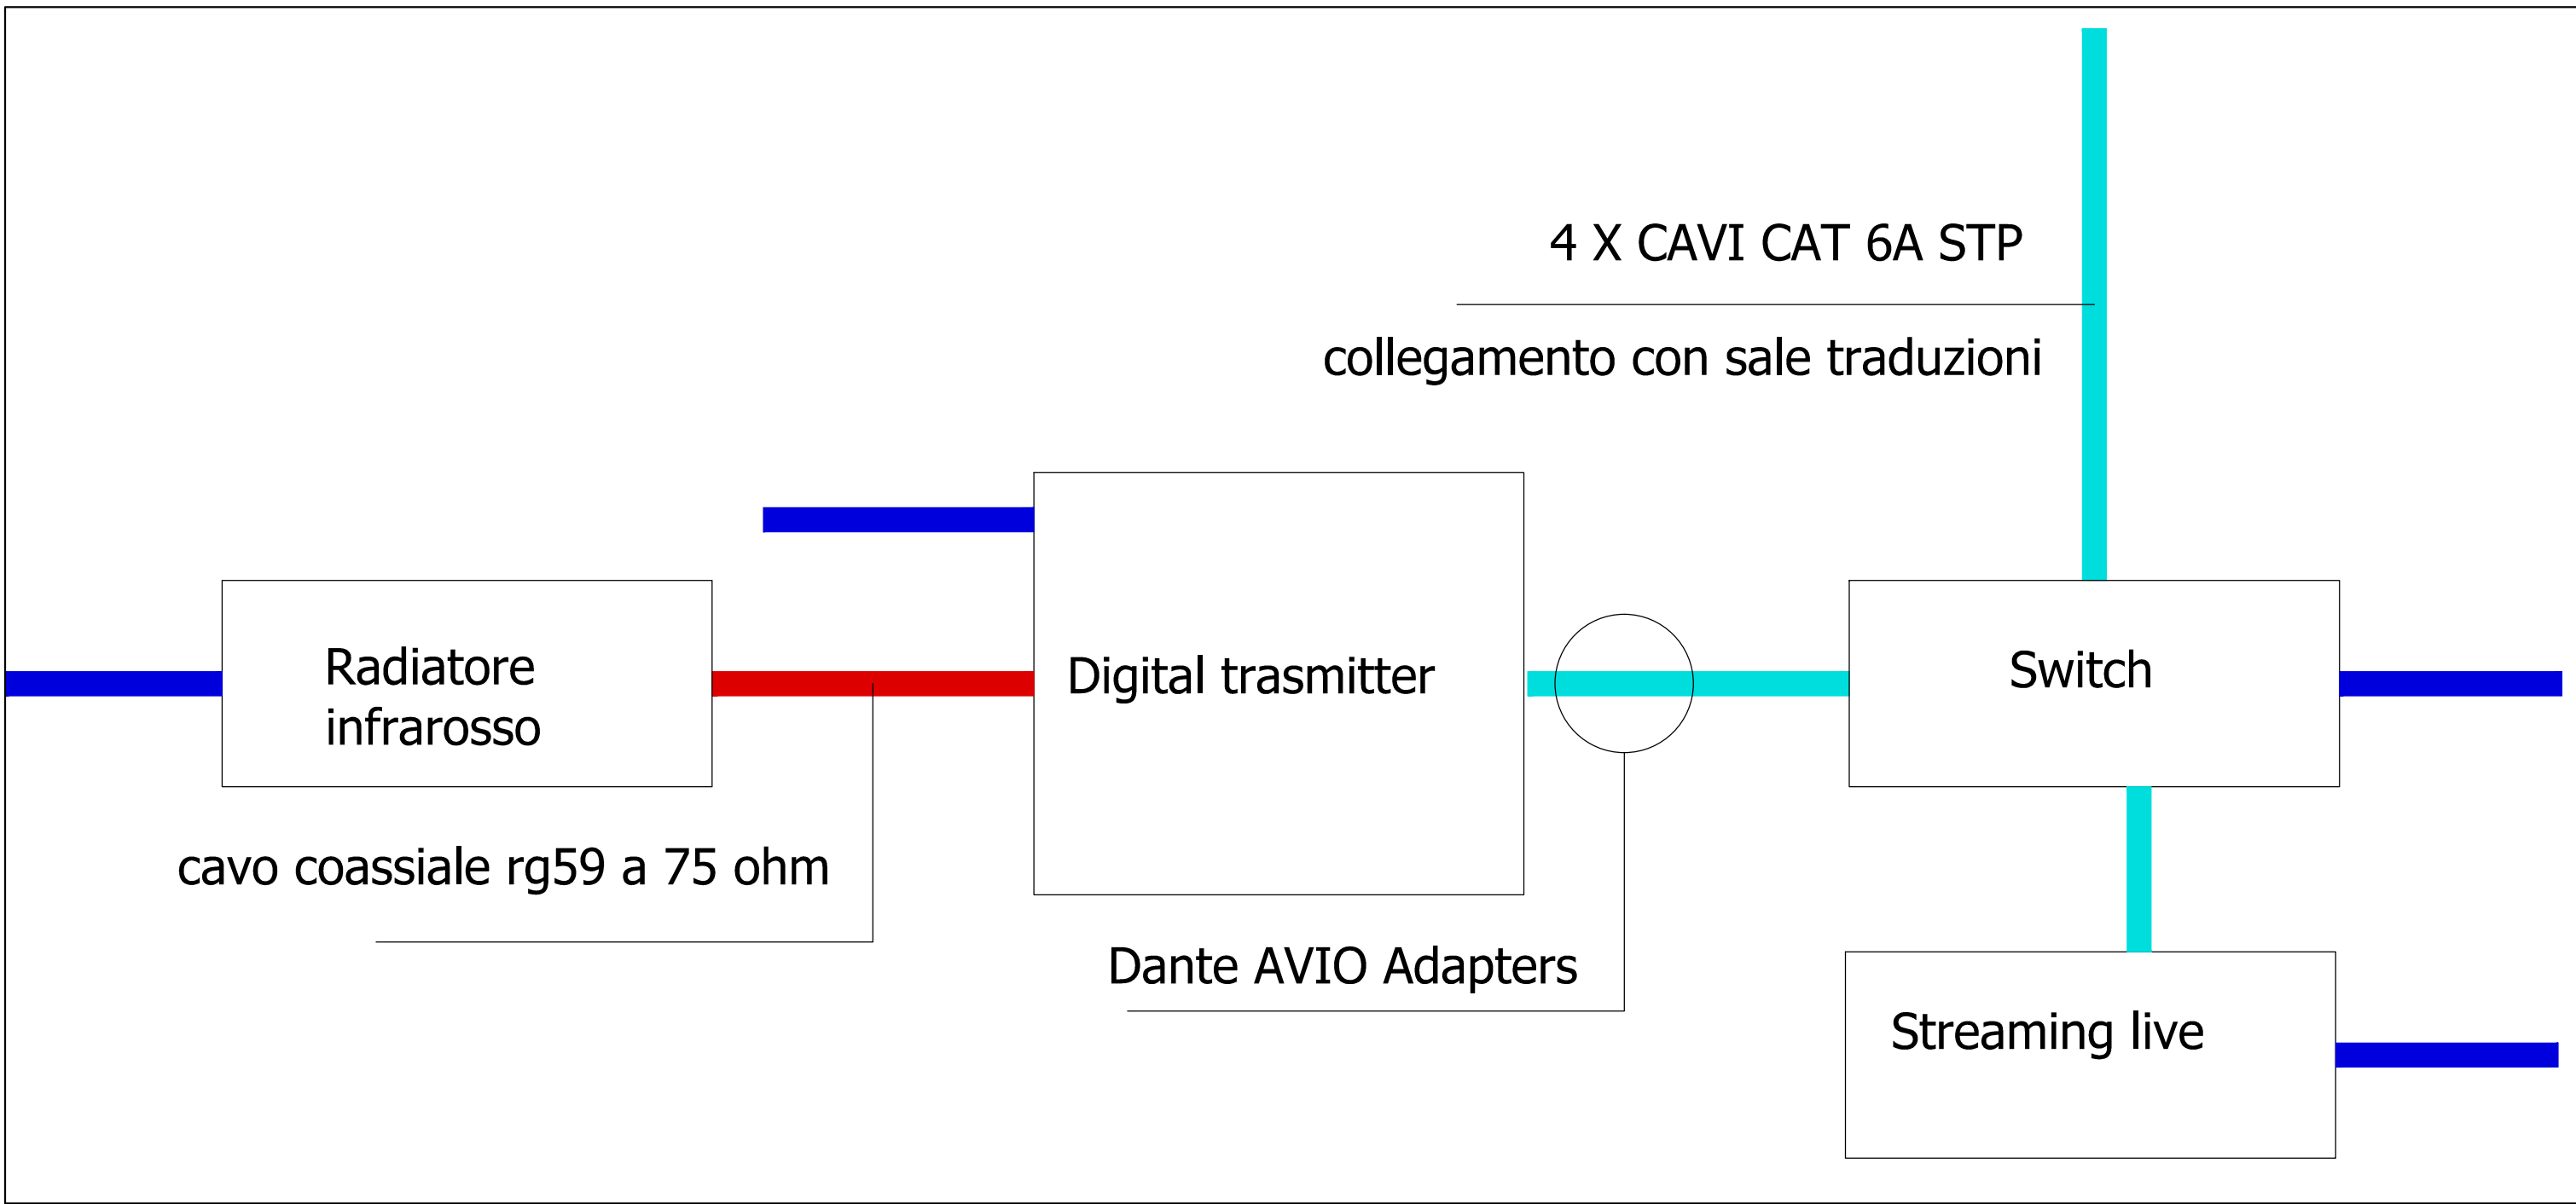 4 X CAVI CAT 6A STP
collegamento con sale traduzioni
Radiatore
infrarosso
Digital trasmitter
Switch
cavo coassiale rg59 a 75 ohm
Dante AVIO Adapters
Streaming live